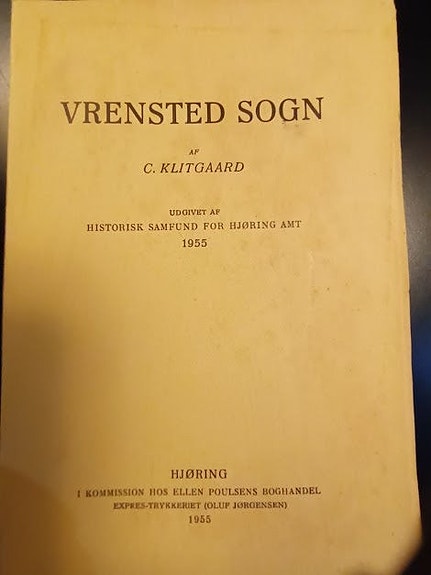 VRENSTED SOGN
AF
C. KLITGAARD
UDGIVET AF
HISTORISK SAMFUND FOR HJØRING AMT
1955
HJØRING
I KOMMISSION HOS ELLEN POULSENS BOGHANDEL
EXPRES-TRYKKERIET (OLUF JØRGENSEN)
1955